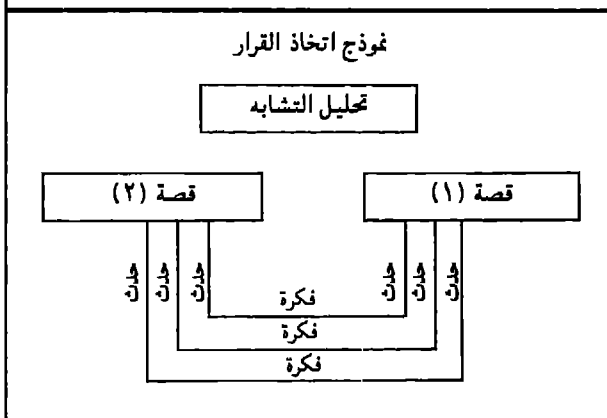 نموذج اتخاذ القرار
تحليل التشابه
قصة (١)
قصة (٢)
حدث
حدث
حدث
حدث
حدث
حدث
فكرة
فكرة
فكرة